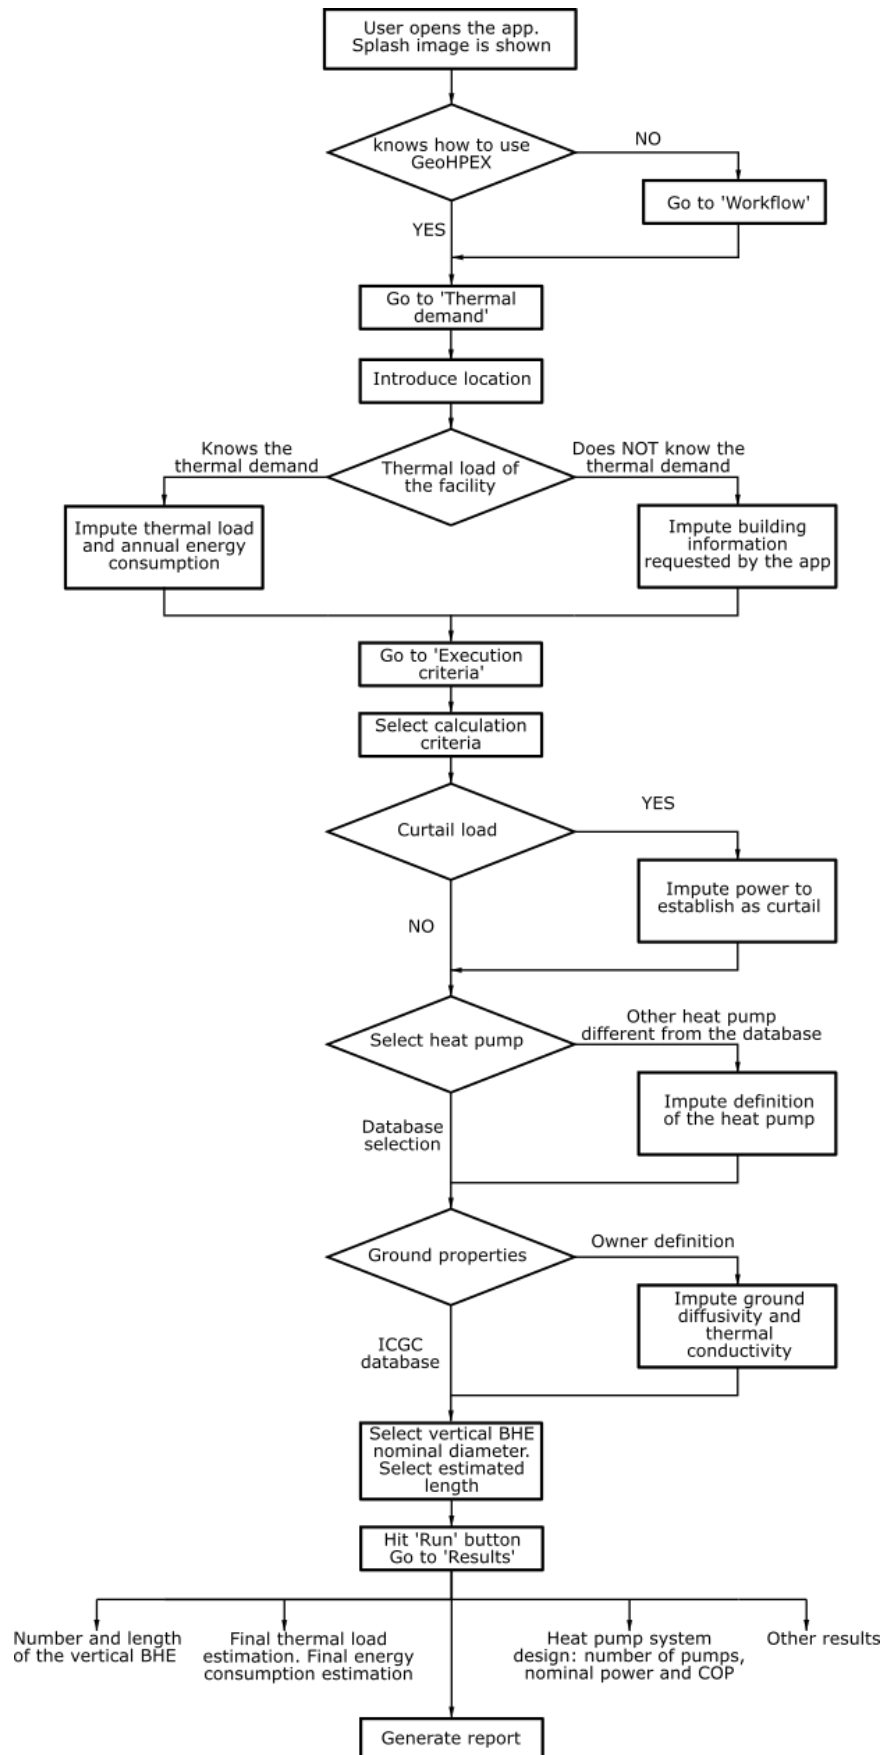 User opens the app.
Splash image is shown
knows how to use
GeoHPEX
NO
Go to 'Workflow'
YES
Go to 'Thermal
demand'
Introduce location
Knows the
thermal demand
Thermal load of
the facility
Does NOT know the
thermal demand
Impute thermal load
and annual energy
consumption
Impute building
information
requested by the app
Go to 'Execution
criteria'
Select calculation
criteria
Curtail load
YES
Impute power to
establish as curtail
NO
Select heat pump
Other heat pump
different from the database
Impute definition
of the heat pump
Database
selection
Ground properties
Owner definition
Impute ground
diffusivity and
thermal
conductivity
ICGC
database
Select vertical BHE
nominal diameter.
Select estimated
length
Hit 'Run' button
Go to 'Results'
Number and length
of the vertical BHE
Final thermal load
estimation. Final energy
consumption estimation
Heat pump system
design: number of pumps,
nominal power and COP
Other results
Generate report